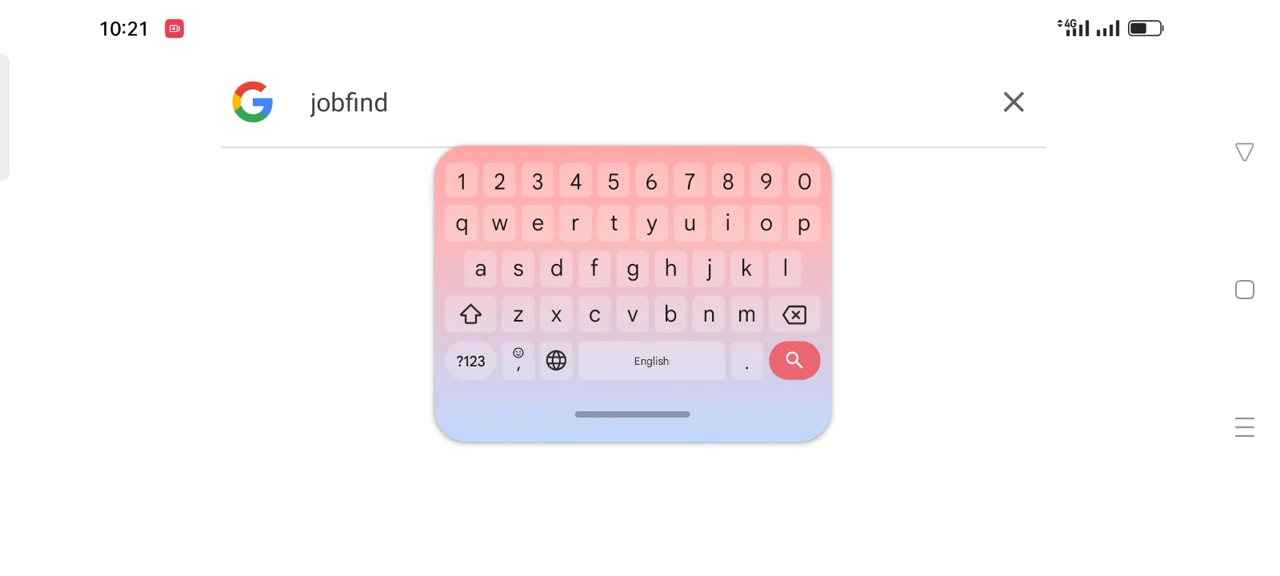 10:21
4G
jobfind
1 2 3 4 5 6 7 8 9 0
q w e r t y u i o p
a s d f g h j k l
z x c v b n m
?123 , English .